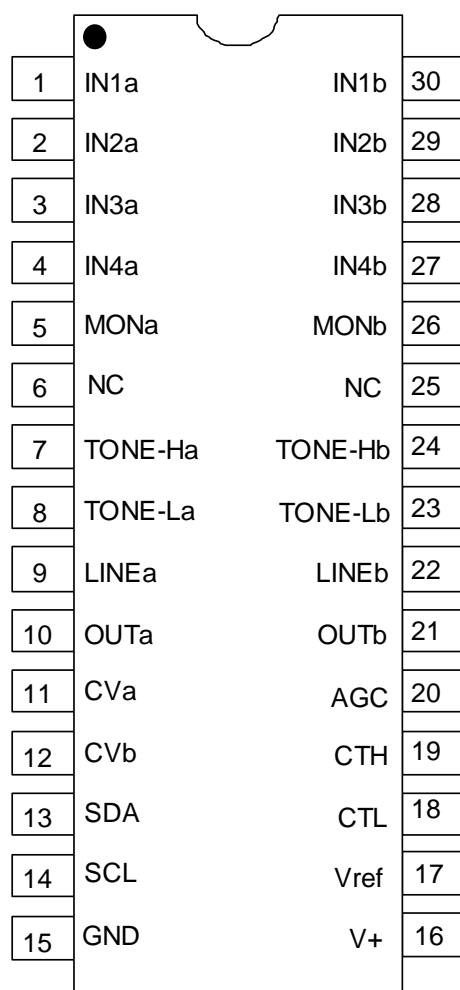 1 IN1a IN1b 30
2 IN2a IN2b 29
3 IN3a IN3b 28
4 IN4a IN4b 27
5 MONa MONb 26
6 NC NC 25
7 TONE-Ha TONE-Hb 24
8 TONE-La TONE-Lb 23
9 LINEa LINEb 22
10 OUTa OUTb 21
11 CVa AGC 20
12 CVb CTH 19
13 SDA CTL 18
14 SCL Vref 17
15 GND V+ 16